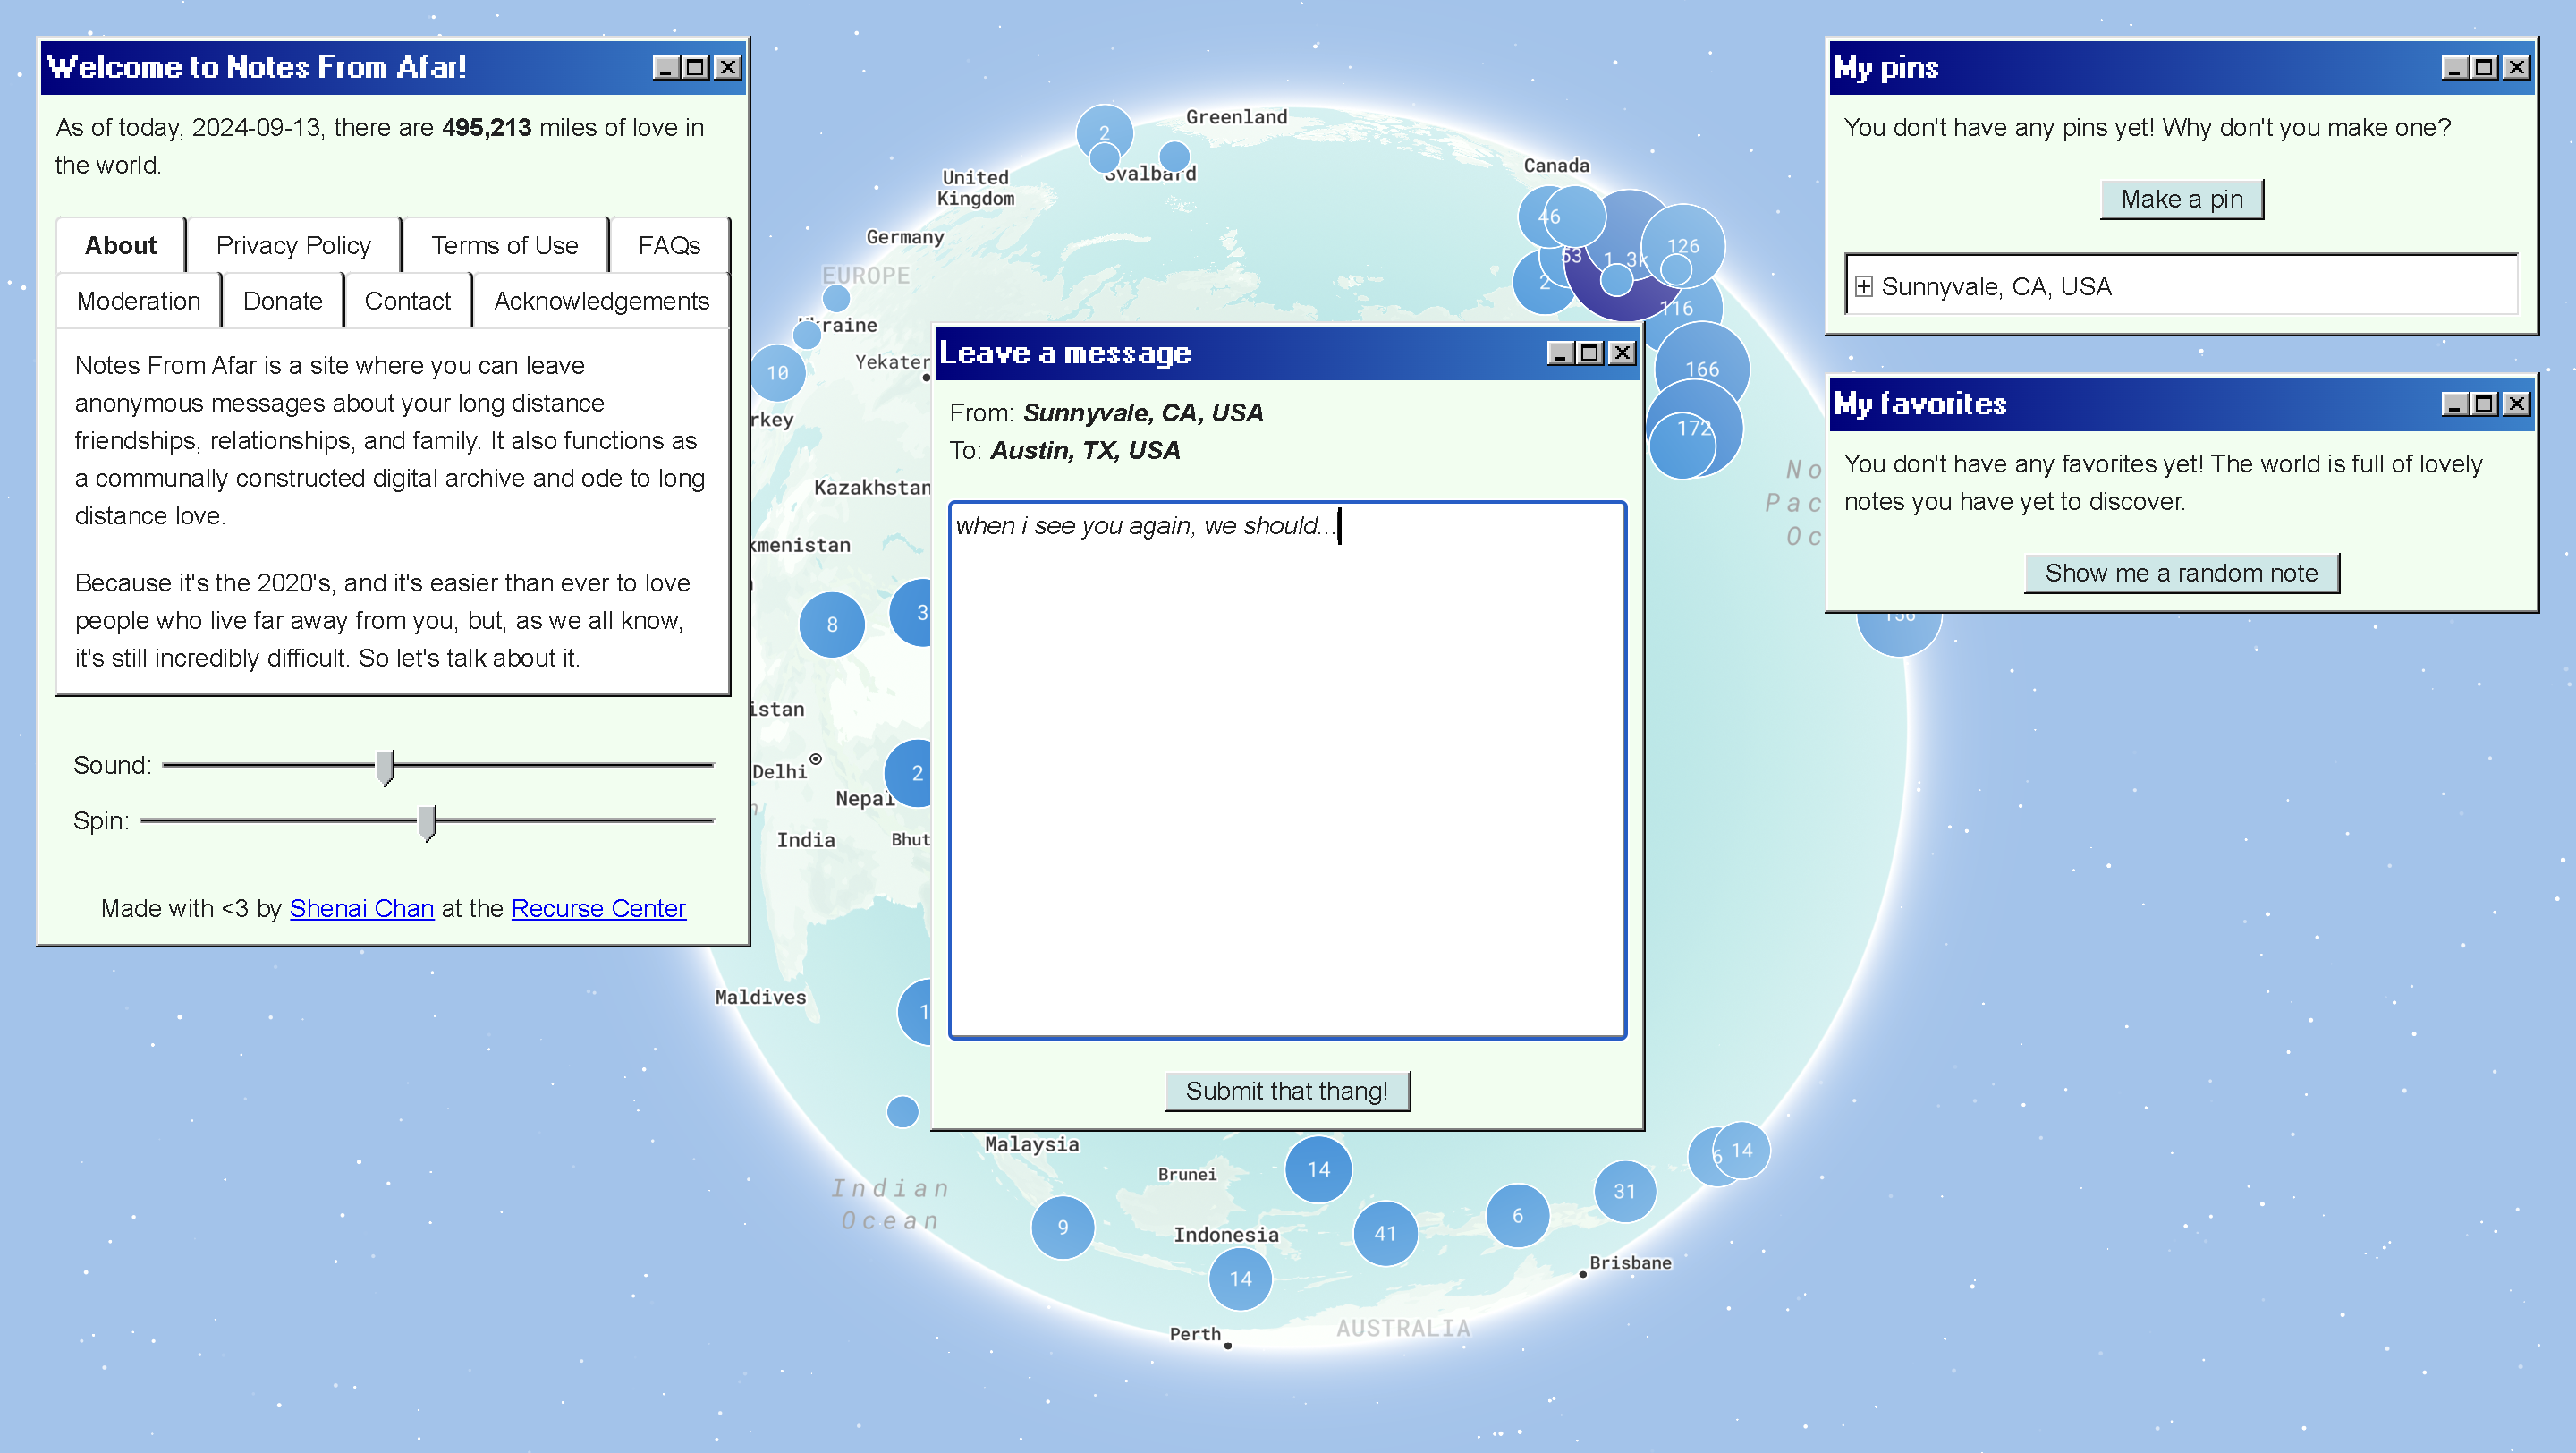 Welcome to Notes From Afar!
As of today, 2024-09-13, there are 495,213 miles of love in
the world.
About
Privacy Policy
Terms of Use
FAQs
Moderation
Donate
Contact
Acknowledgements
Notes From Afar is a site where you can leave
anonymous messages about your long distance
friendships, relationships, and family. It also functions as
a communally constructed digital archive and ode to long
distance love.
Because it's the 2020's, and it's easier than ever to love
people who live far away from you, but, as we all know,
it's still incredibly difficult. So let's talk about it.
Sound:
Spin:
Made with <3 by Shenai Chan at the Recurse Center
Leave a message
From: Sunnyvale, CA, USA
To: Austin, TX, USA
when i see you again, we should...
Submit that thang!
My pins
You don't have any pins yet! Why don't you make one?
Make a pin
Sunnyvale, CA, USA
My favorites
You don't have any favorites yet! The world is full of lovely
notes you have yet to discover.
Show me a random note
Greenland
2
Svalbard
Canada
United
Kingdom
Germany
EUROPE
Ukraine
46
53
1.3k
126
2
116
166
172
10
Yekater
rkey
Kazakhstan
kmenistan
8
3
istan
Delhi
2
Nepal
India
Bhut
Maldives
1
No
Pac
Oc
Malaysia
Brunei
14
Indian
Ocean
9
Indonesia
41
6
31
6
14
14
Brisbane
Perth
AUSTRALIA